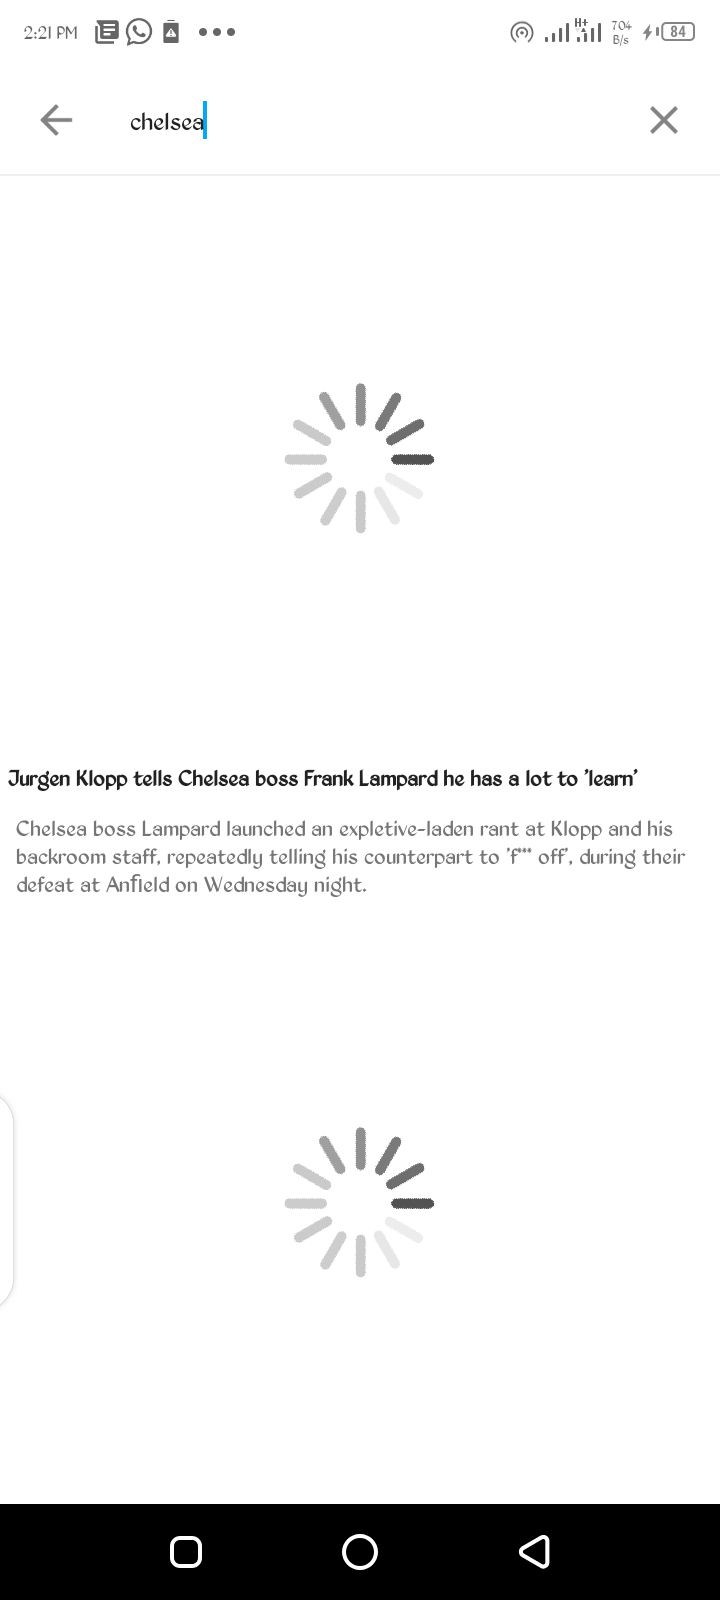 2:21 PM
H+
704
B/s
84
chelsea
Jurgen Klopp tells Chelsea boss Frank Lampard he has a lot to 'learn'
Chelsea boss Lampard launched an expletive-laden rant at Klopp and his
backroom staff, repeatedly telling his counterpart to 'f*** off', during their
defeat at Anfield on Wednesday night.